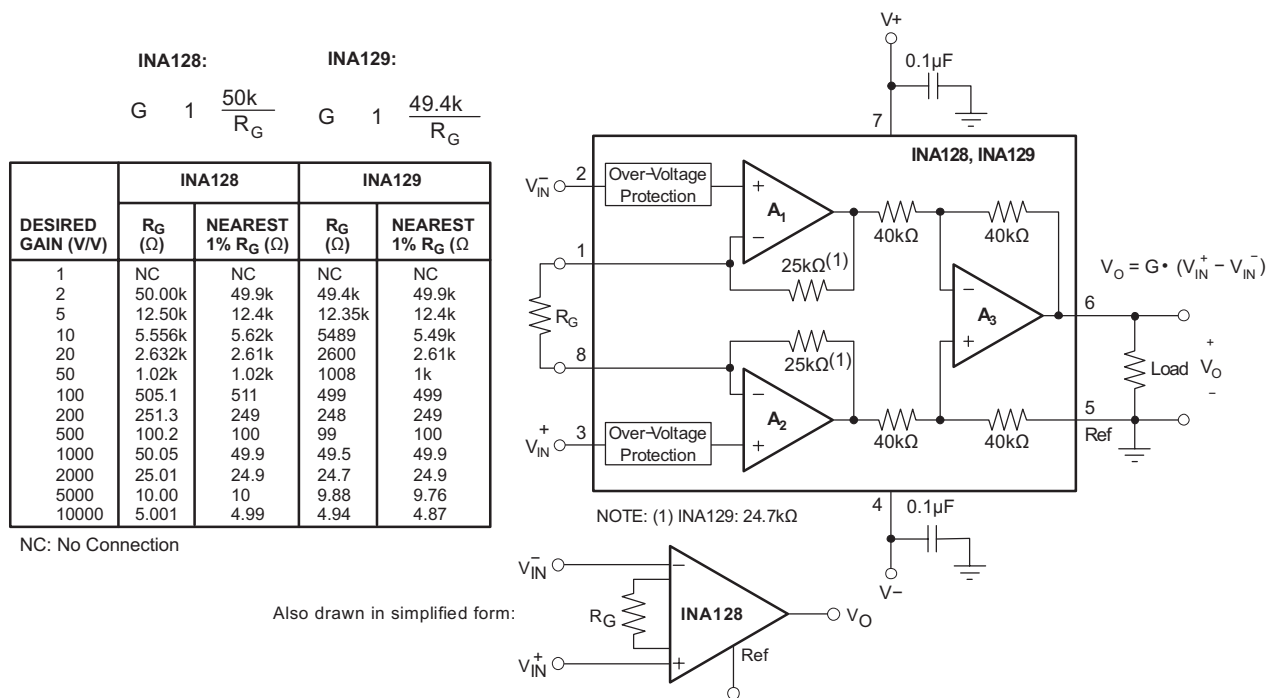 INA128: INA129:
G 1 50k / R_G G 1 49.4k / R_G
INA128 INA129
DESIRED GAIN (V/V) R_G (Ω) NEAREST 1% R_G (Ω) R_G (Ω) NEAREST 1% R_G (Ω
1 NC NC NC NC
2 50.00k 49.9k 49.4k 49.9k
5 12.50k 12.4k 12.35k 12.4k
10 5.556k 5.62k 5489 5.49k
20 2.632k 2.61k 2600 2.61k
50 1.02k 1.02k 1008 1k
100 505.1 511 499 499
200 251.3 249 248 249
500 100.2 100 99 100
1000 50.05 49.9 49.5 49.9
2000 25.01 24.9 24.7 24.9
5000 10.00 10 9.88 9.76
10000 5.001 4.99 4.94 4.87
NC: No Connection
V+
0.1µF
7
INA128, INA129
V_IN^− 2 Over−Voltage
Protection
+
A1
−
40kΩ 40kΩ
1
25kΩ(1)
R_G
−
A3
+
6
V_O = G • (V_IN^+ − V_IN^−)
8
25kΩ(1)
Load
+
V_O
−
−
A2
+
V_IN^+ 3 Over−Voltage
Protection
40kΩ 40kΩ
5
Ref
NOTE: (1) INA129: 24.7kΩ
4
0.1µF
V−
Also drawn in simplified form:
V_IN^−
−
R_G
INA128
V_O
+
V_IN^+
Ref